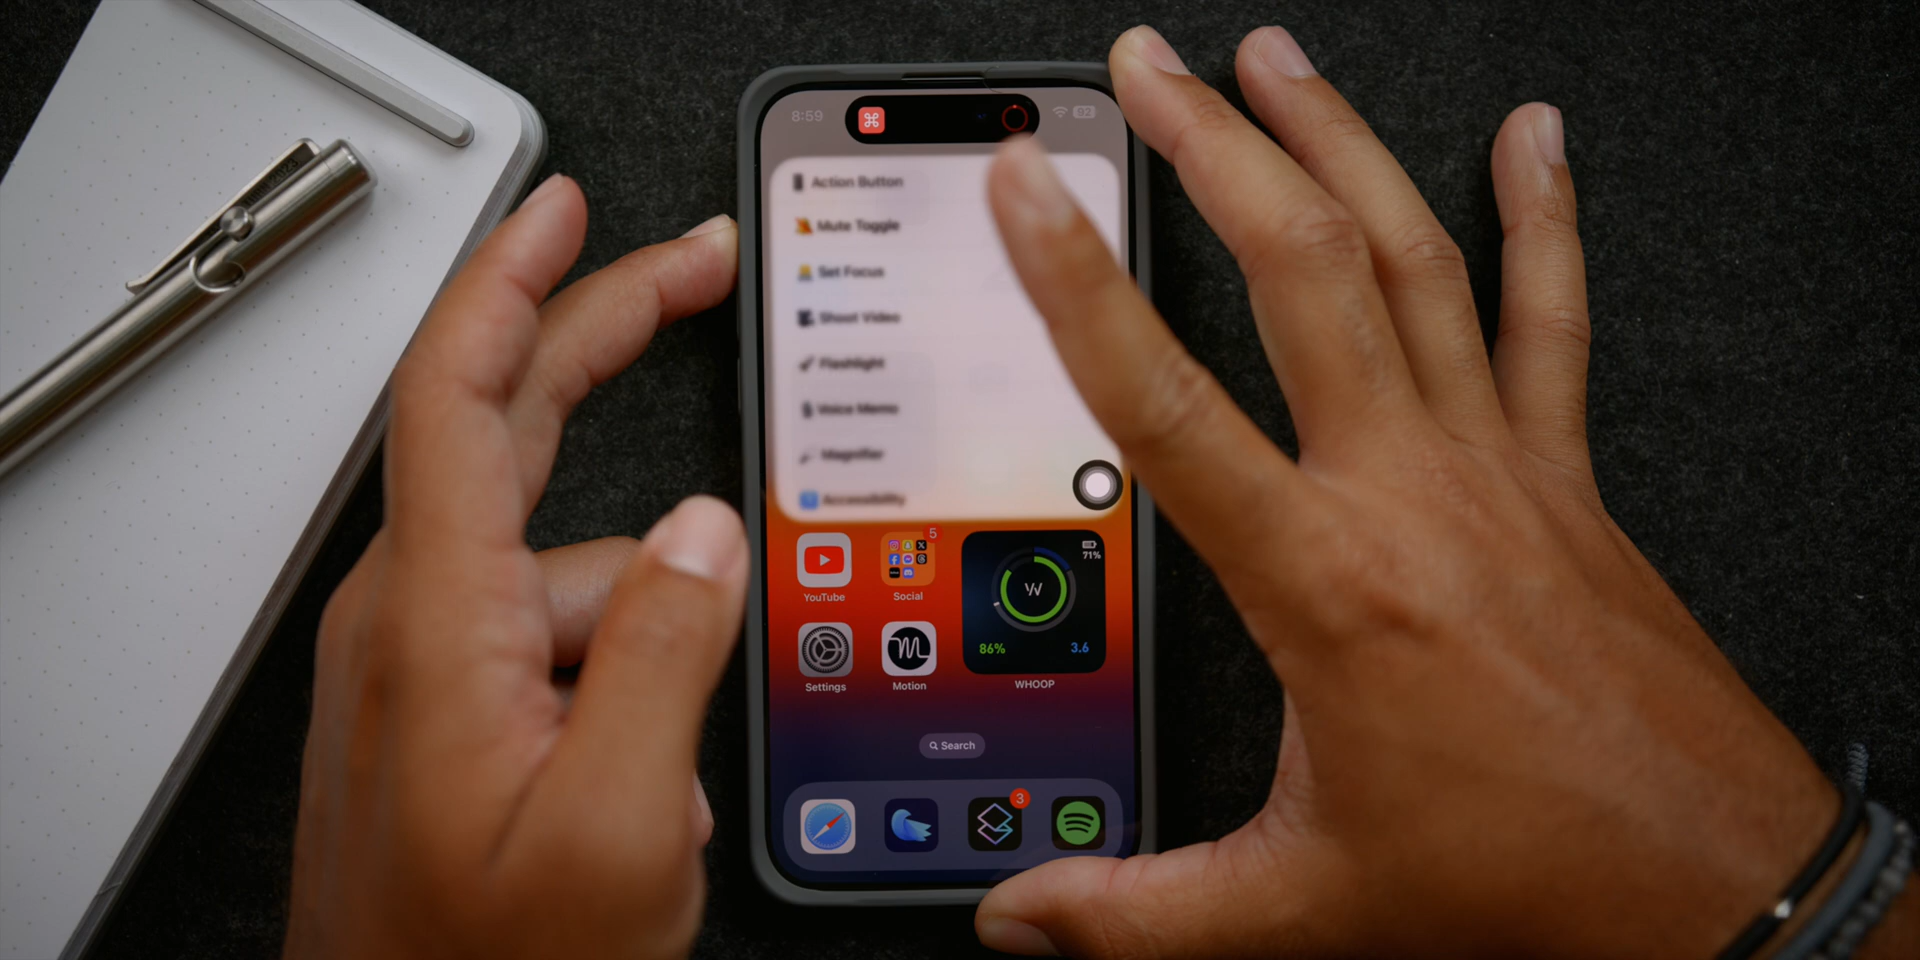 8:59
92
Action Button
Mute Toggle
Set Focus
Shoot Video
Flashlight
Voice Memo
Magnifier
Accessibility
YouTube
5
Social
71%
W
86%
3.6
WHOOP
Settings
Motion
Search
3